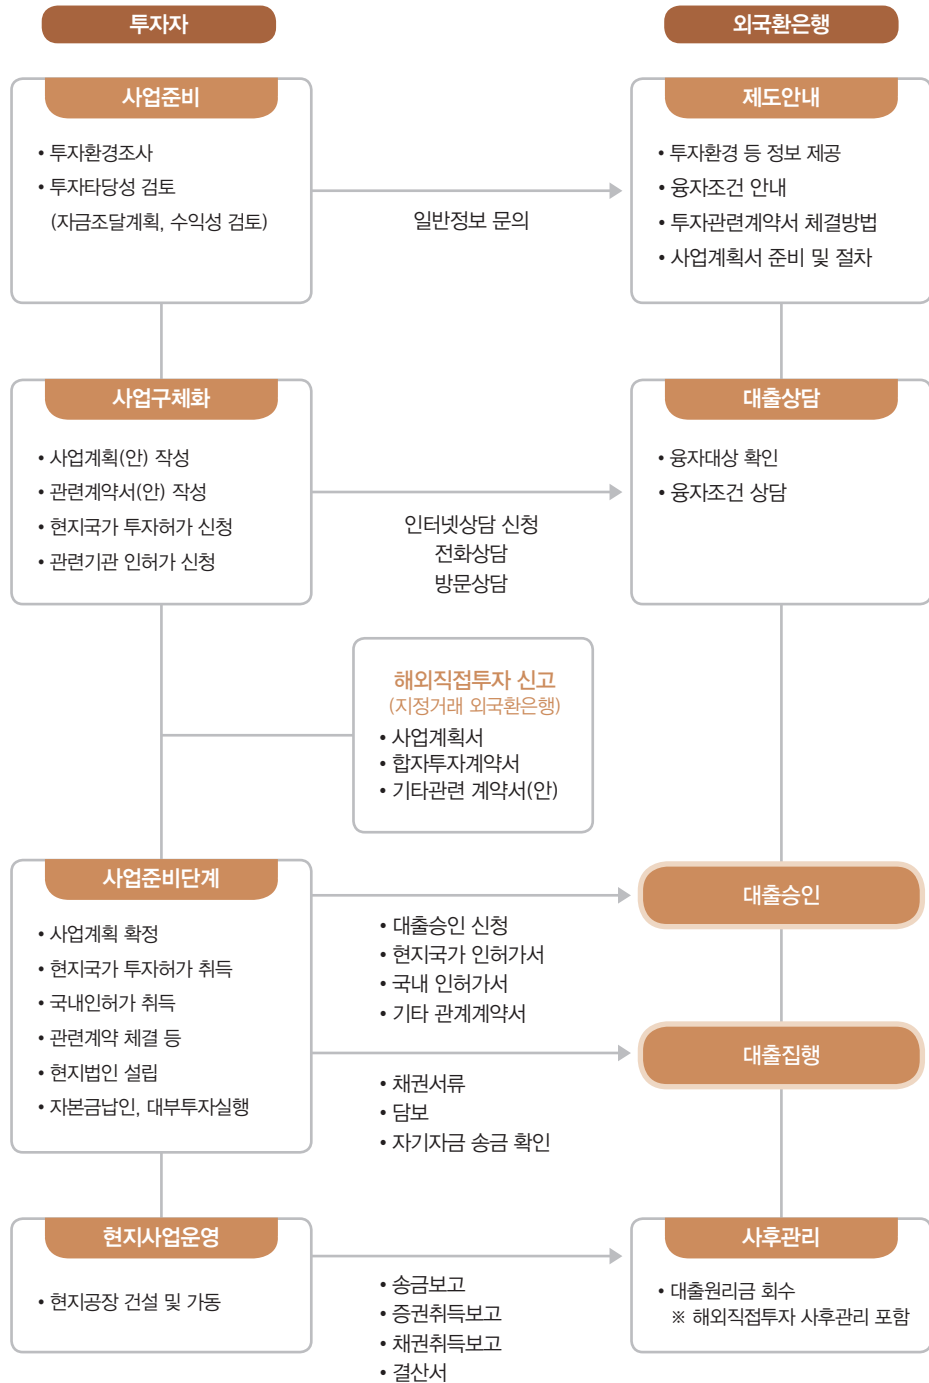 투자자
외국환은행
사업준비
• 투자환경조사
• 투자타당성 검토
(자금조달계획, 수익성 검토)
일반정보 문의
제도안내
• 투자환경 등 정보 제공
• 융자조건 안내
• 투자관련계약서 체결방법
• 사업계획서 준비 및 절차
사업구체화
• 사업계획(안) 작성
• 관련계약서(안) 작성
• 현지국가 투자허가 신청
• 관련기관 인허가 신청
인터넷상담 신청
전화상담
방문상담
대출상담
• 융자대상 확인
• 융자조건 상담
해외직접투자 신고
(지정거래 외국환은행)
• 사업계획서
• 합자투자계약서
• 기타관련 계약서(안)
사업준비단계
• 사업계획 확정
• 현지국가 투자허가 취득
• 국내인허가 취득
• 관련계약 체결 등
• 현지법인 설립
• 자본금납인, 대부투자실행
• 대출승인 신청
• 현지국가 인허가서
• 국내 인허가서
• 기타 관계계약서
대출승인
• 채권서류
• 담보
• 자기자금 송금 확인
대출집행
현지사업운영
• 현지공장 건설 및 가동
• 송금보고
• 증권취득보고
• 채권취득보고
• 결산서
사후관리
• 대출원리금 회수
※ 해외직접투자 사후관리 포함